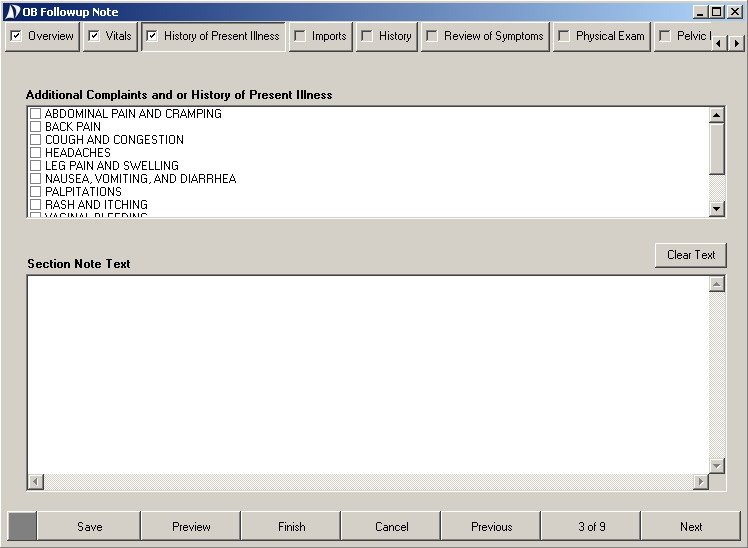 OB Followup Note
Overview Vitals History of Present Illness Imports History Review of Symptoms Physical Exam Pelvic
Additional Complaints and or History of Present Illness
ABDOMINAL PAIN AND CRAMPING
BACK PAIN
COUGH AND CONGESTION
HEADACHES
LEG PAIN AND SWELLING
NAUSEA, VOMITING, AND DIARRHEA
PALPITATIONS
RASH AND ITCHING
VAGINAL BLEEDING
Clear Text
Section Note Text
Save Preview Finish Cancel Previous 3 of 9 Next